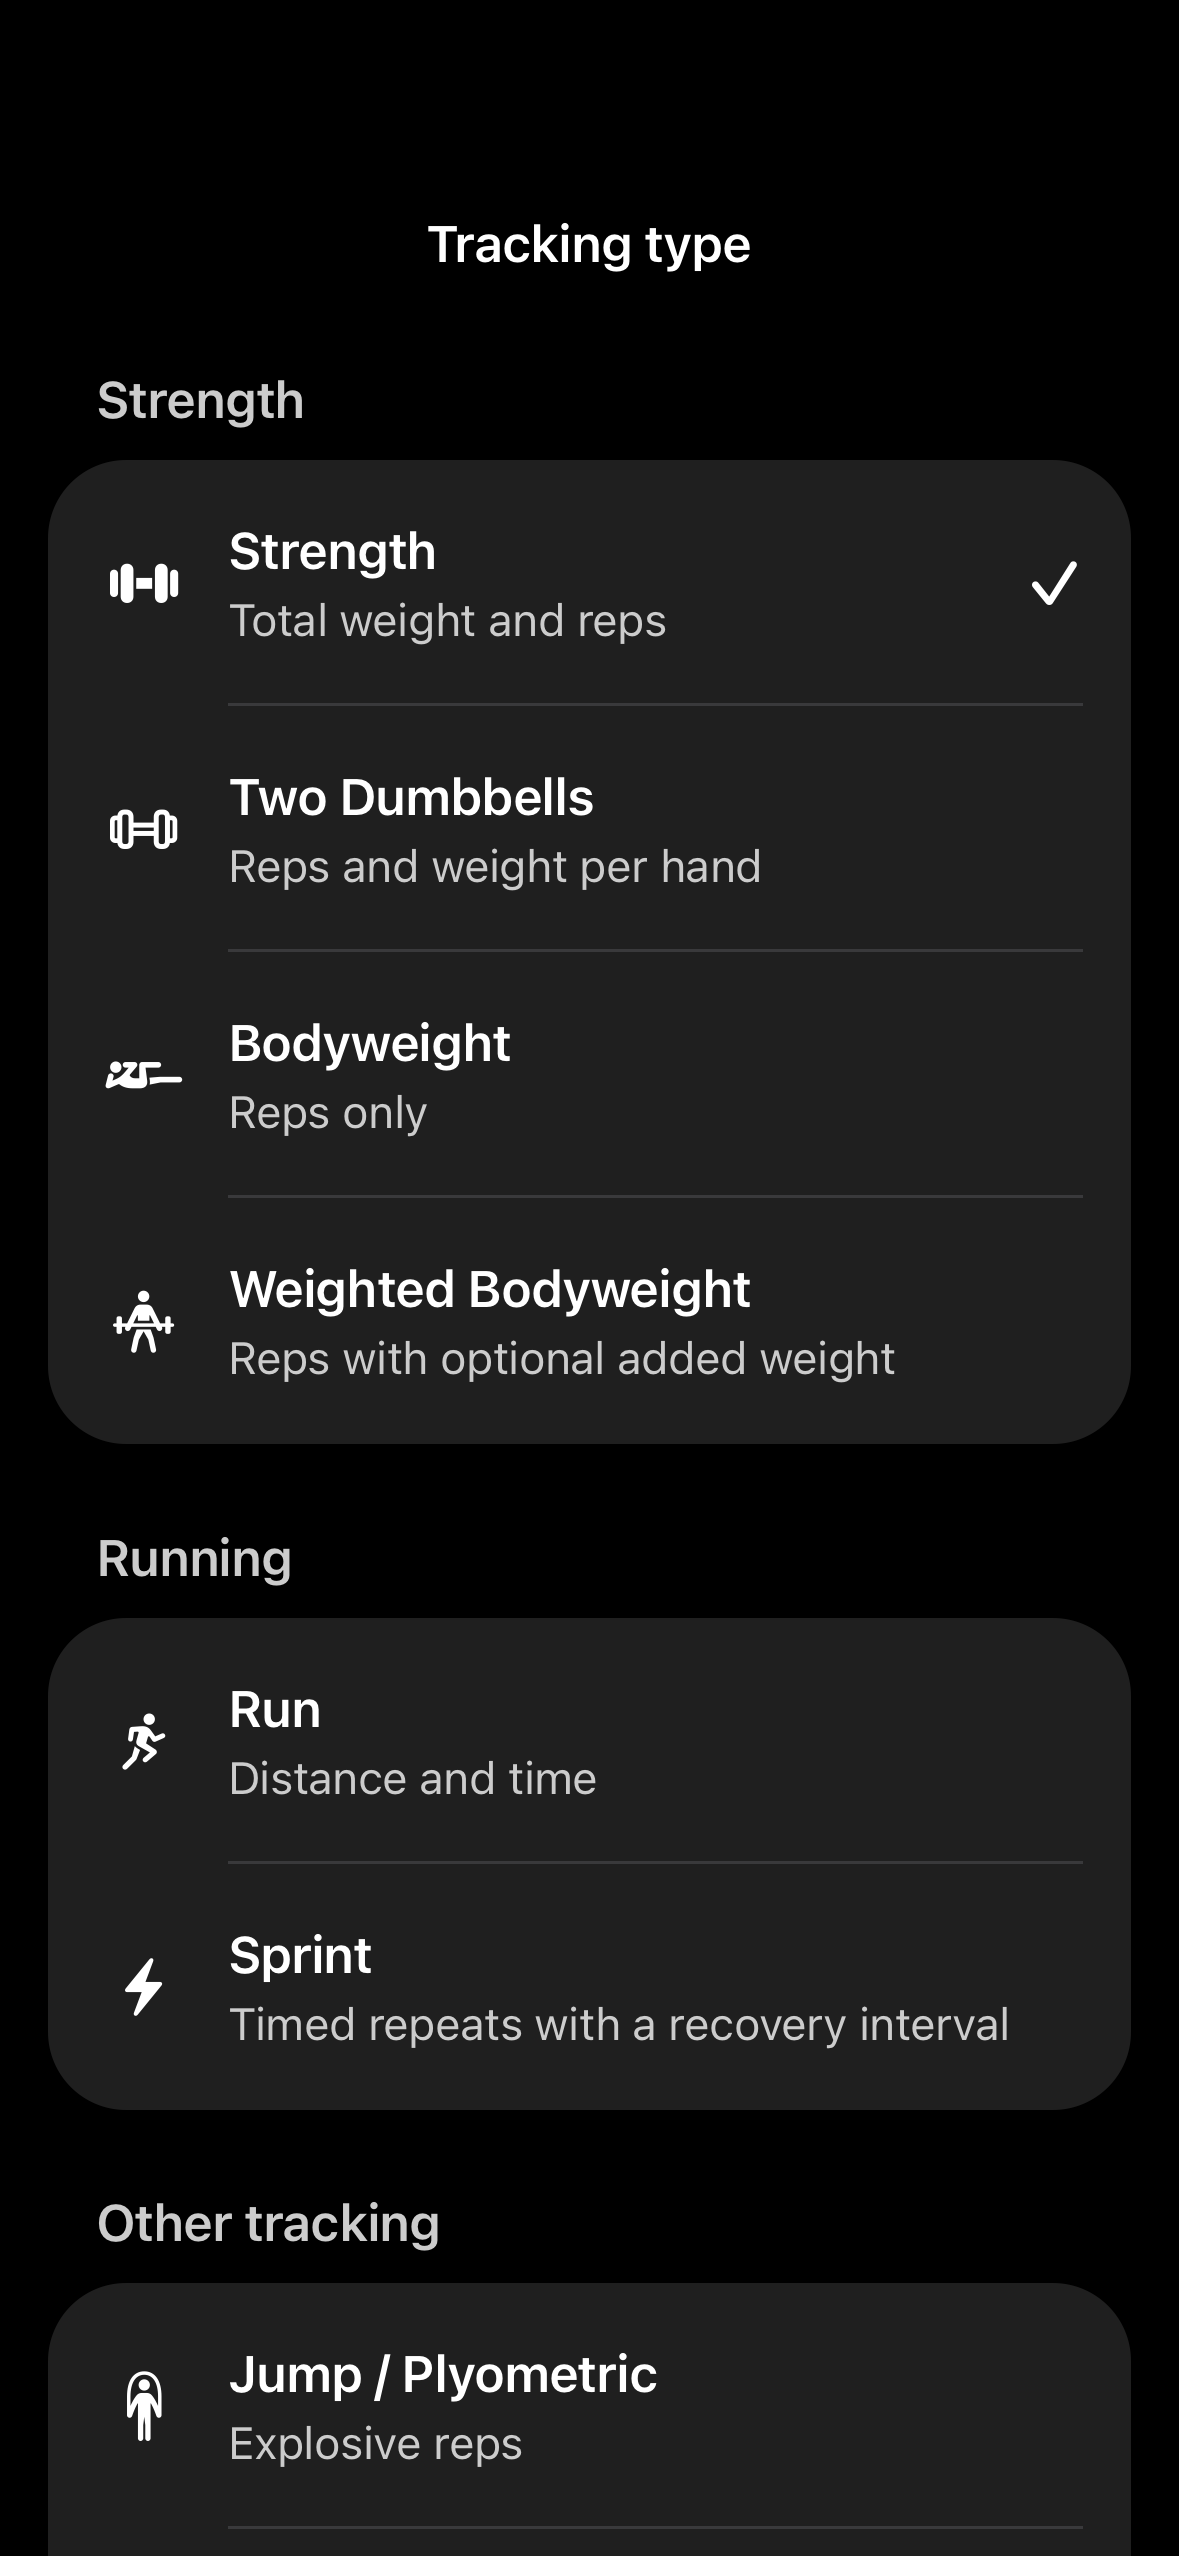 Tracking type
Strength
Strength
Total weight and reps
Two Dumbbells
Reps and weight per hand
Bodyweight
Reps only
Weighted Bodyweight
Reps with optional added weight
Running
Run
Distance and time
Sprint
Timed repeats with a recovery interval
Other tracking
Jump / Plyometric
Explosive reps